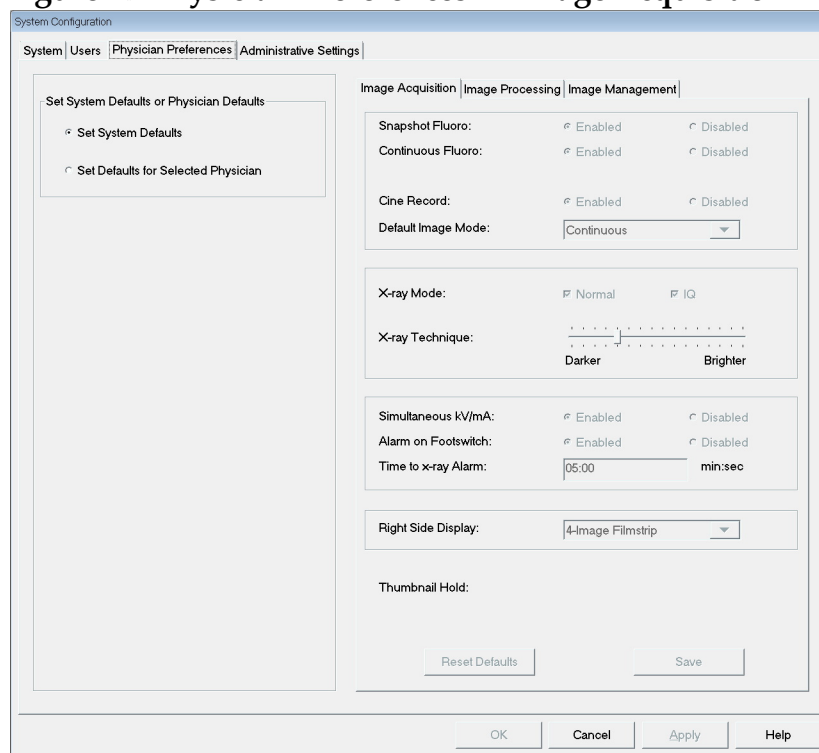 System Configuration
System Users Physician Preferences Administrative Settings
Set System Defaults or Physician Defaults
Set System Defaults
Set Defaults for Selected Physician
Image Acquisition Image Processing Image Management
Snapshot Fluoro: Enabled Disabled
Continuous Fluoro: Enabled Disabled
Cine Record: Enabled Disabled
Default Image Mode: Continuous
X-ray Mode: Normal IQ
X-ray Technique:
Darker Brighter
Simultaneous kV/mA: Enabled Disabled
Alarm on Footswitch: Enabled Disabled
Time to x-ray Alarm: 05:00 min:sec
Right Side Display: 4-Image Filmstrip
Thumbnail Hold:
Reset Defaults Save
OK Cancel Apply Help